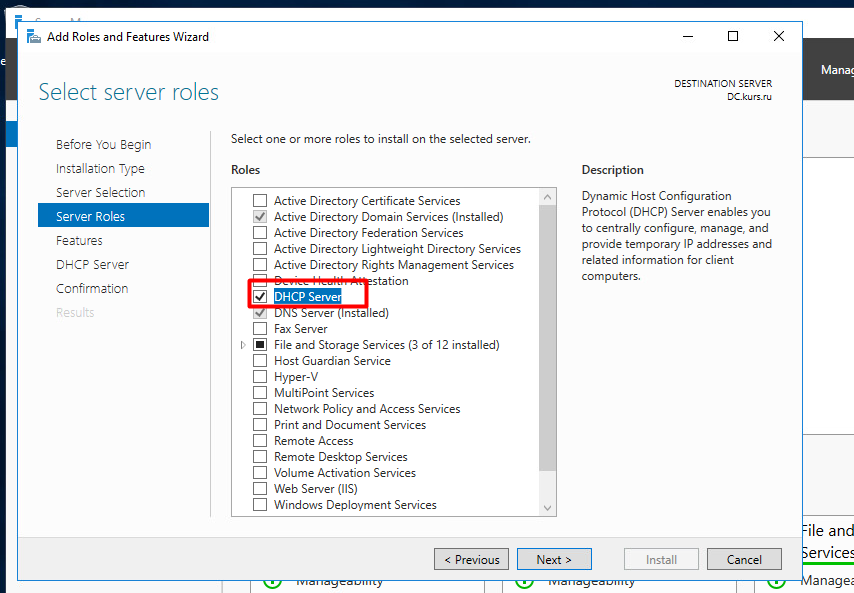 Add Roles and Features Wizard
Manag
Select server roles
DESTINATION SERVER
DC.kurs.ru
Before You Begin
Installation Type
Server Selection
Server Roles
Features
DHCP Server
Confirmation
Results
Select one or more roles to install on the selected server.
Roles
Active Directory Certificate Services
Active Directory Domain Services (Installed)
Active Directory Federation Services
Active Directory Lightweight Directory Services
Active Directory Rights Management Services
Device Health Attestation
DHCP Server
DNS Server (Installed)
Fax Server
File and Storage Services (3 of 12 installed)
Host Guardian Service
Hyper-V
MultiPoint Services
Network Policy and Access Services
Print and Document Services
Remote Access
Remote Desktop Services
Volume Activation Services
Web Server (IIS)
Windows Deployment Services
Description
Dynamic Host Configuration
Protocol (DHCP) Server enables you
to centrally configure, manage, and
provide temporary IP addresses and
related information for client
computers.
< Previous
Next >
Install
Cancel
File and
Services
Manageability
Manageability
Managea